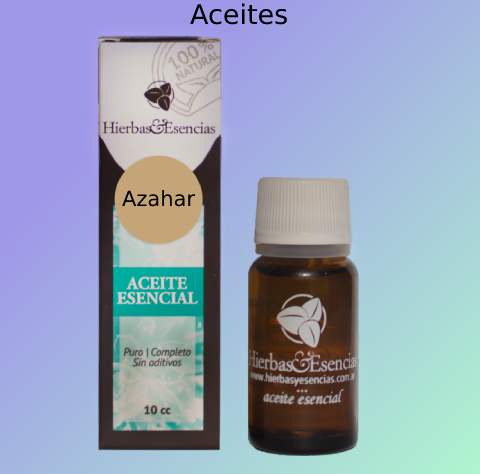 Aceites
100%
NATURAL
Hierbas&Esencias
Azahar
ACEITE
ESENCIAL
Puro | Completo
Sin aditivos
10 cc
Hierbas&Esencias
www.hierbasyesencias.com.ar
aceite esencial